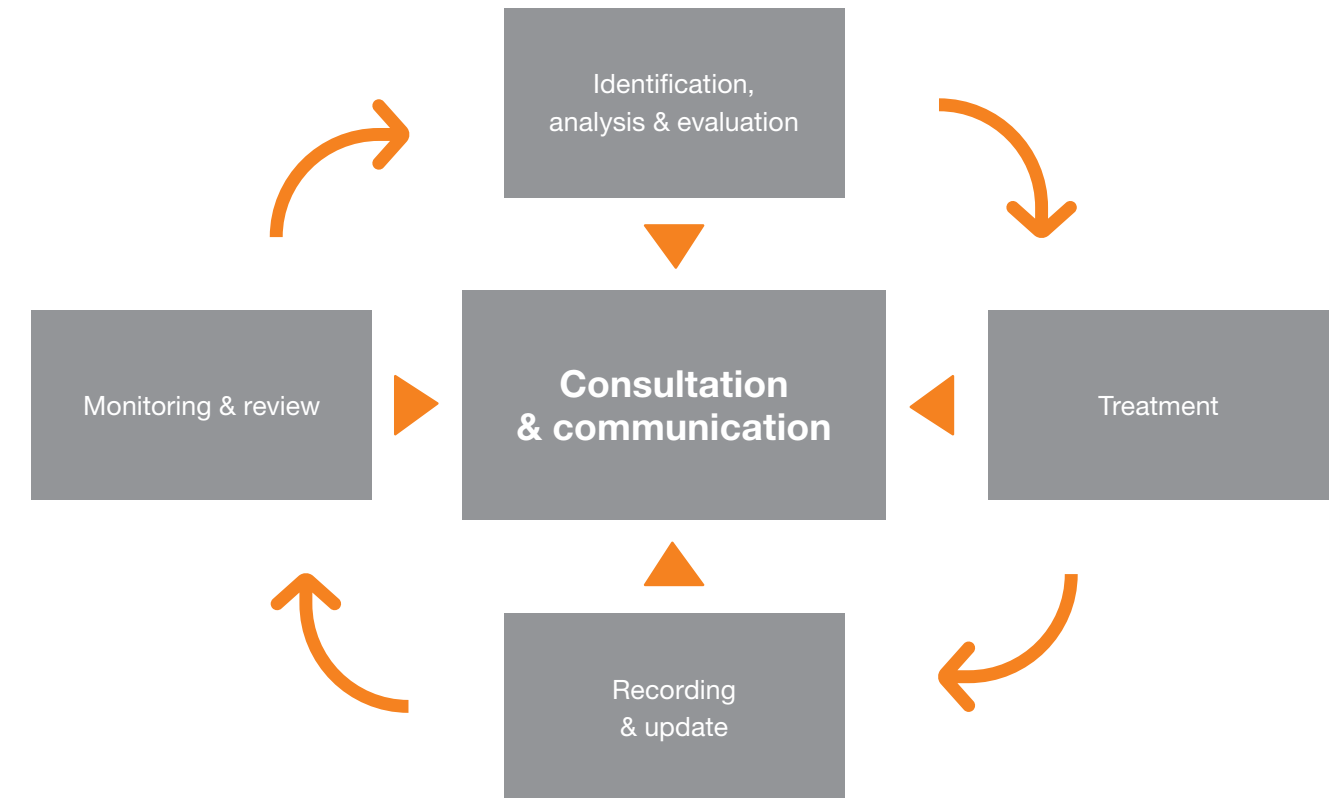 Identification,
analysis & evaluation
Monitoring & review
Consultation
& communication
Treatment
Recording
& update